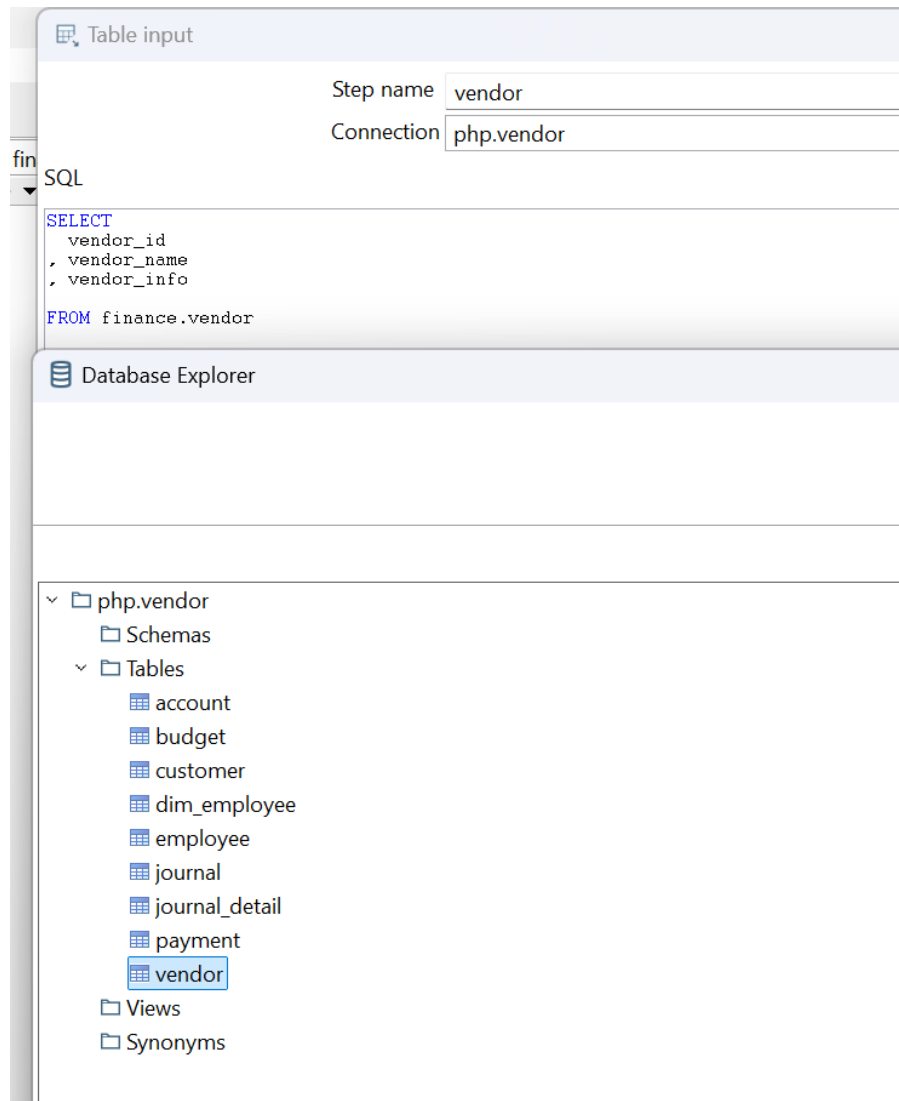 Table input
Step name vendor
Connection php.vendor
fin
SQL
SELECT
vendor_id
, vendor_name
, vendor_info
FROM finance.vendor
Database Explorer
php.vendor
Schemas
Tables
account
budget
customer
dim_employee
employee
journal
journal_detail
payment
vendor
Views
Synonyms